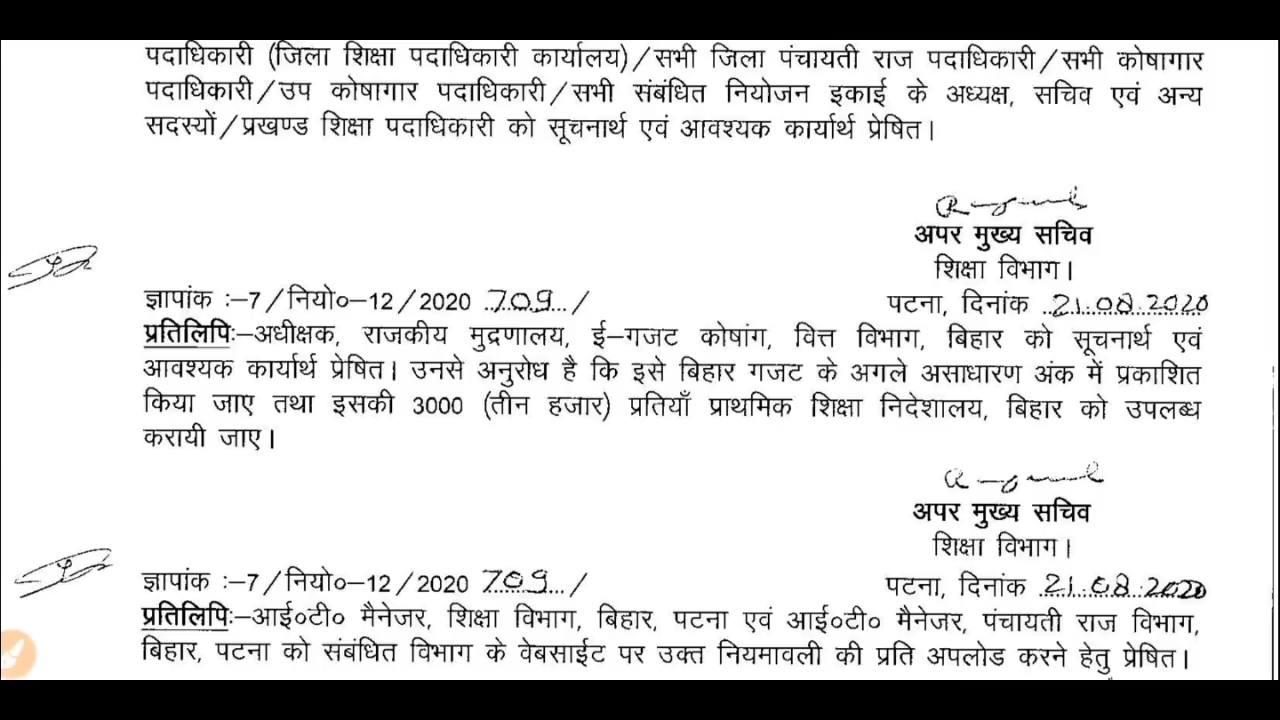 पदाधिकारी (जिला शिक्षा पदाधिकारी कार्यालय)/सभी जिला पंचायती राज पदाधिकारी/सभी कोषागार
पदाधिकारी/उप कोषागार पदाधिकारी/सभी संबंधित नियोजन इकाई के अध्यक्ष, सचिव एवं अन्य
सदस्यों/प्रखण्ड शिक्षा पदाधिकारी को सूचनार्थ एवं आवश्यक कार्यार्थ प्रेषित।
अपर मुख्य सचिव
शिक्षा विभाग।
ज्ञापांक :–7/नियो०–12/2020 709/ पटना, दिनांक 21.08.2020
प्रतिलिपिः–अधीक्षक, राजकीय मुद्रणालय, ई–गजट कोषांग, वित्त विभाग, बिहार को सूचनार्थ एवं
आवश्यक कार्यार्थ प्रेषित। उनसे अनुरोध है कि इसे बिहार गजट के अगले असाधारण अंक में प्रकाशित
किया जाए तथा इसकी 3000 (तीन हजार) प्रतियाँ प्राथमिक शिक्षा निदेशालय, बिहार को उपलब्ध
करायी जाए।
अपर मुख्य सचिव
शिक्षा विभाग।
ज्ञापांक :–7/नियो०–12/2020 709/ पटना, दिनांक 21.08.2020
प्रतिलिपिः–आई०टी० मैनेजर, शिक्षा विभाग, बिहार, पटना एवं आई०टी० मैनेजर, पंचायती राज विभाग,
बिहार, पटना को संबंधित विभाग के वेबसाईट पर उक्त नियमावली की प्रति अपलोड करने हेतु प्रेषित।